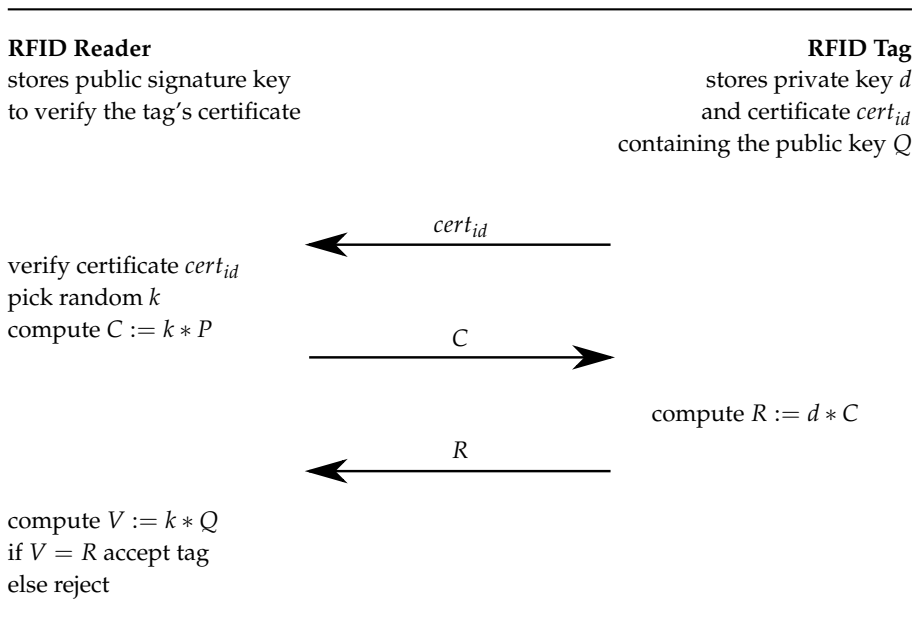 RFID Reader
stores public signature key
to verify the tag's certificate
RFID Tag
stores private key d
and certificate cert_id
containing the public key Q
cert_id
verify certificate cert_id
pick random k
compute C := k ∗ P
C
compute R := d ∗ C
R
compute V := k ∗ Q
if V = R accept tag
else reject